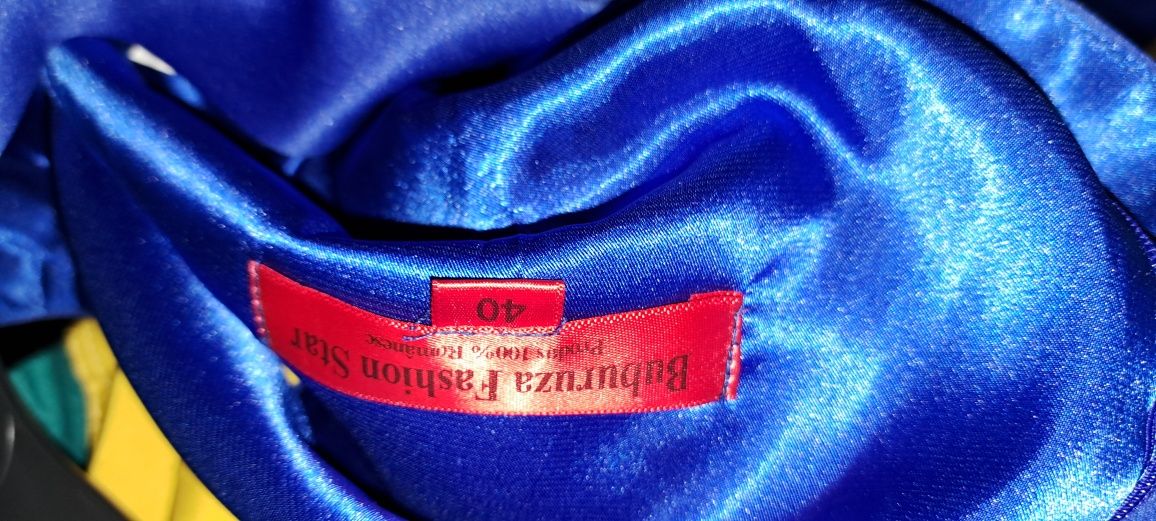 Buburuza Fashion Star
Produs 100% Românesc
40